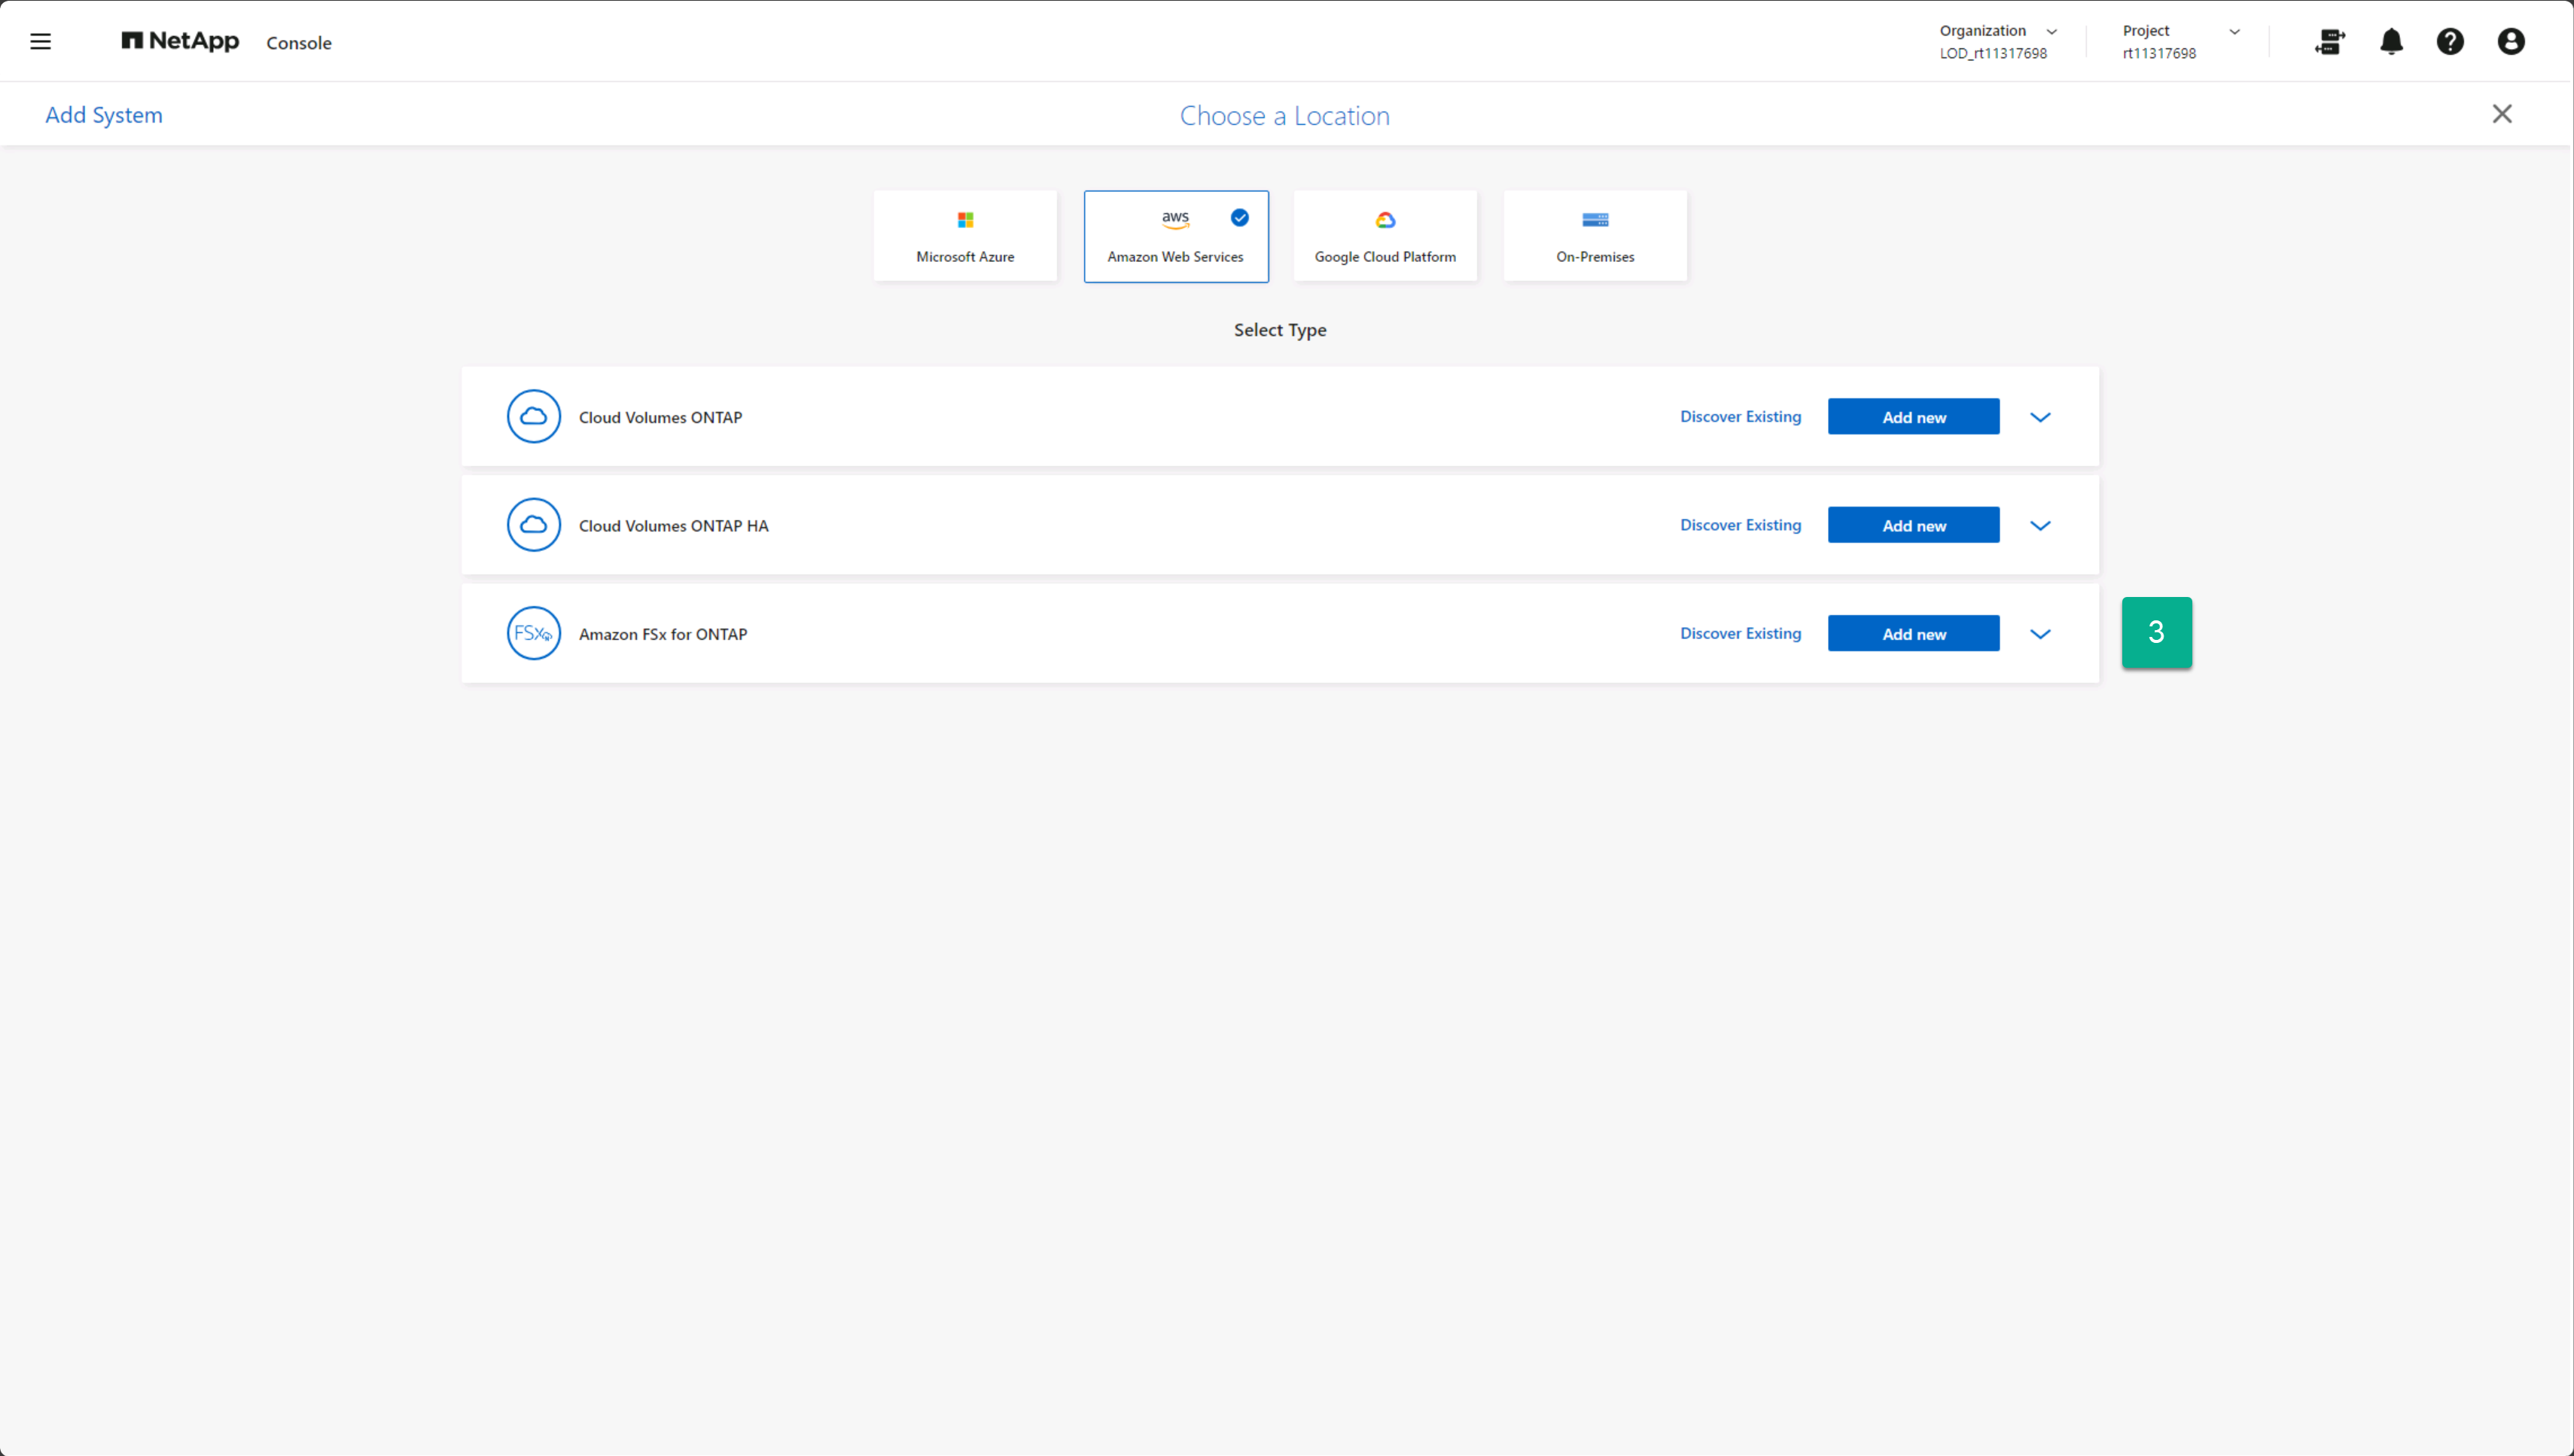 NetApp Console
Organization
LOD_rt11317698
Project
rt11317698
Add System
Choose a Location
aws
Microsoft Azure
Amazon Web Services
Google Cloud Platform
On-Premises
Select Type
Cloud Volumes ONTAP
Discover Existing
Add new
Cloud Volumes ONTAP HA
Discover Existing
Add new
FSx
Amazon FSx for ONTAP
Discover Existing
Add new
3